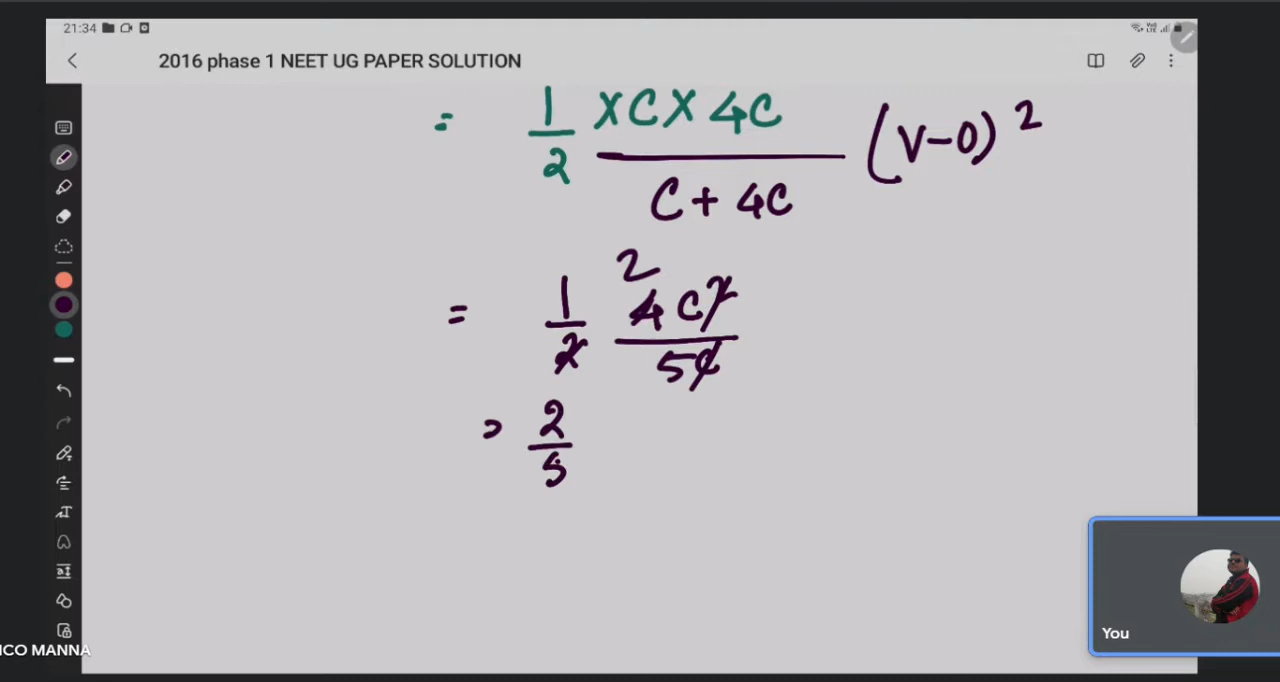 21:34
2016 phase 1 NEET UG PAPER SOLUTION
= 1/2 × C × 4C / C + 4C (V-0)²
= 1/2 4C² / 5C 2
= 2/5
You
ICO MANNA